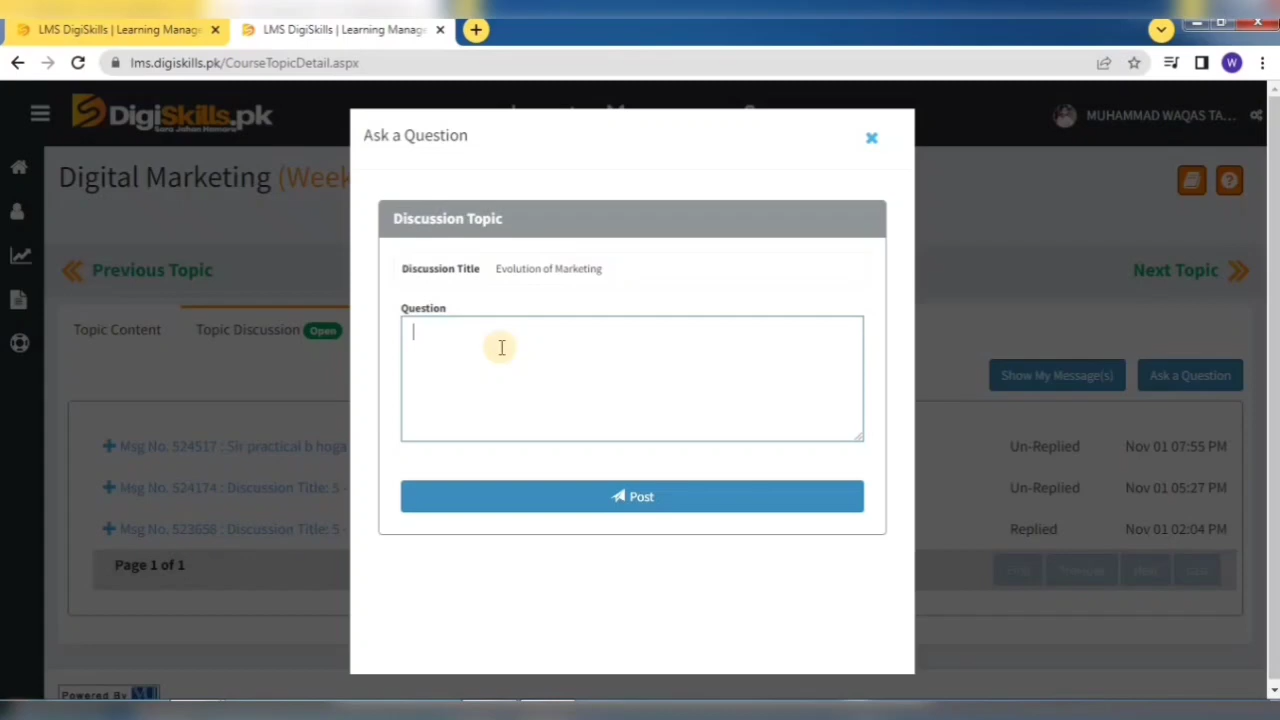 LMS DigiSkills | Learning Manage
LMS DigiSkills | Learning Manage
lms.digiskills.pk/CourseTopicDetail.aspx
W
DigiSkills.pk
MUHAMMAD WAQAS TA...
Ask a Question
Digital Marketing (Week
Discussion Topic
Discussion Title Evolution of Marketing
Previous Topic
Next Topic
Question
Topic Content
Topic Discussion Open
Show My Message(s)
Ask a Question
Msg No. 524517 : Sir practical b hoga
Un-Replied
Nov 01 07:55 PM
Msg No. 524174 : Discussion Title: 5 -
Un-Replied
Nov 01 05:27 PM
Post
Msg No. 523658 : Discussion Title: 5 -
Replied
Nov 01 02:04 PM
Page 1 of 1
Powered By